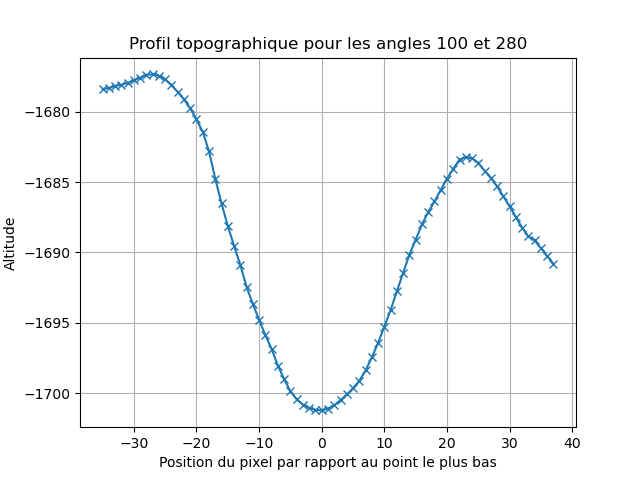 Profil topographique pour les angles 100 et 280
Altitude
−1680
−1685
−1690
−1695
−1700
−30 −20 −10 0 10 20 30 40
Position du pixel par rapport au point le plus bas